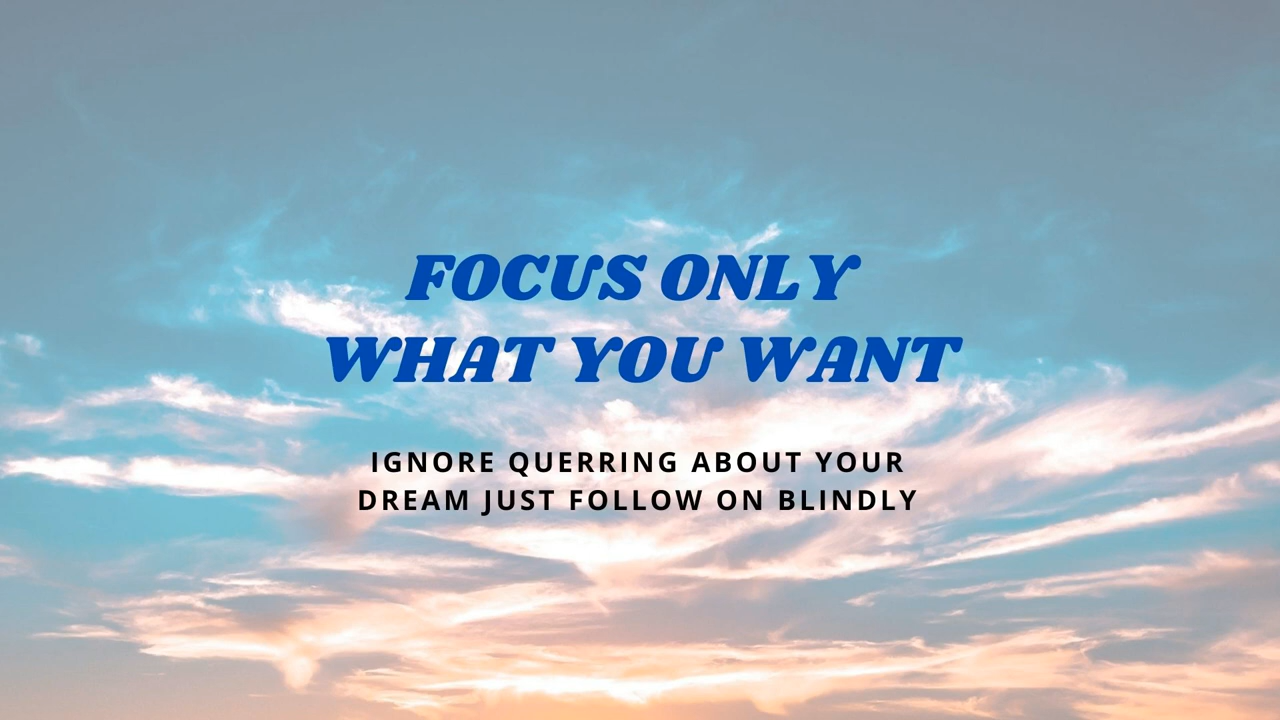 FOCUS ONLY
WHAT YOU WANT
IGNORE QUERRING ABOUT YOUR
DREAM JUST FOLLOW ON BLINDLY